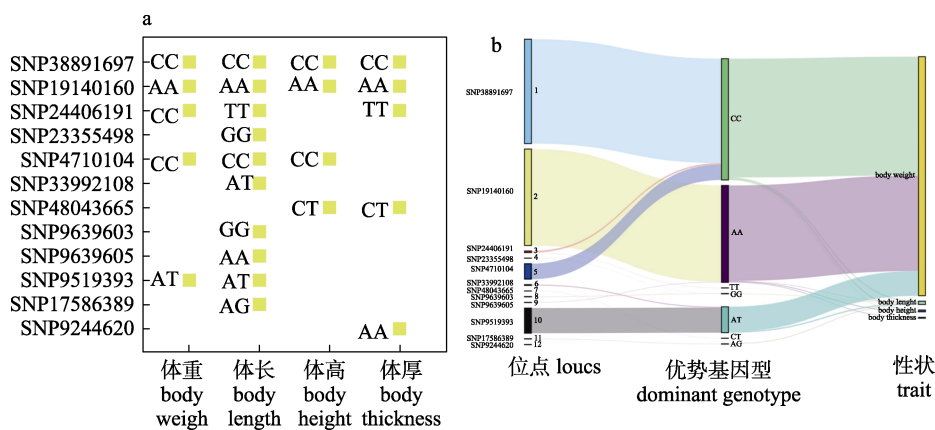 a
SNP38891697 CC CC CC CC
SNP19140160 AA AA AA AA
SNP24406191 CC TT TT
SNP23355498 GG
SNP4710104 CC CC CC
SNP33992108 AT
SNP48043665 CT CT
SNP9639603 GG
SNP9639605 AA
SNP9519393 AT AT
SNP17586389 AG
SNP9244620 AA
体重 体长 体高 体厚
body body body body
weigh length height thickness
b
SNP38891697 1
CC
body weight
SNP19140160 2
AA
SNP24406191 3
SNP23355498 4
SNP4710104 5
SNP33992108 6
SNP48043665 7
SNP9639603 8
SNP9639605 9
TT
GG
SNP9519393 10
AT
SNP17586389 11
SNP9244620 12
CT
AG
body lenght
body height
body thickness
位点 loucs
优势基因型
dominant genotype
性状
trait